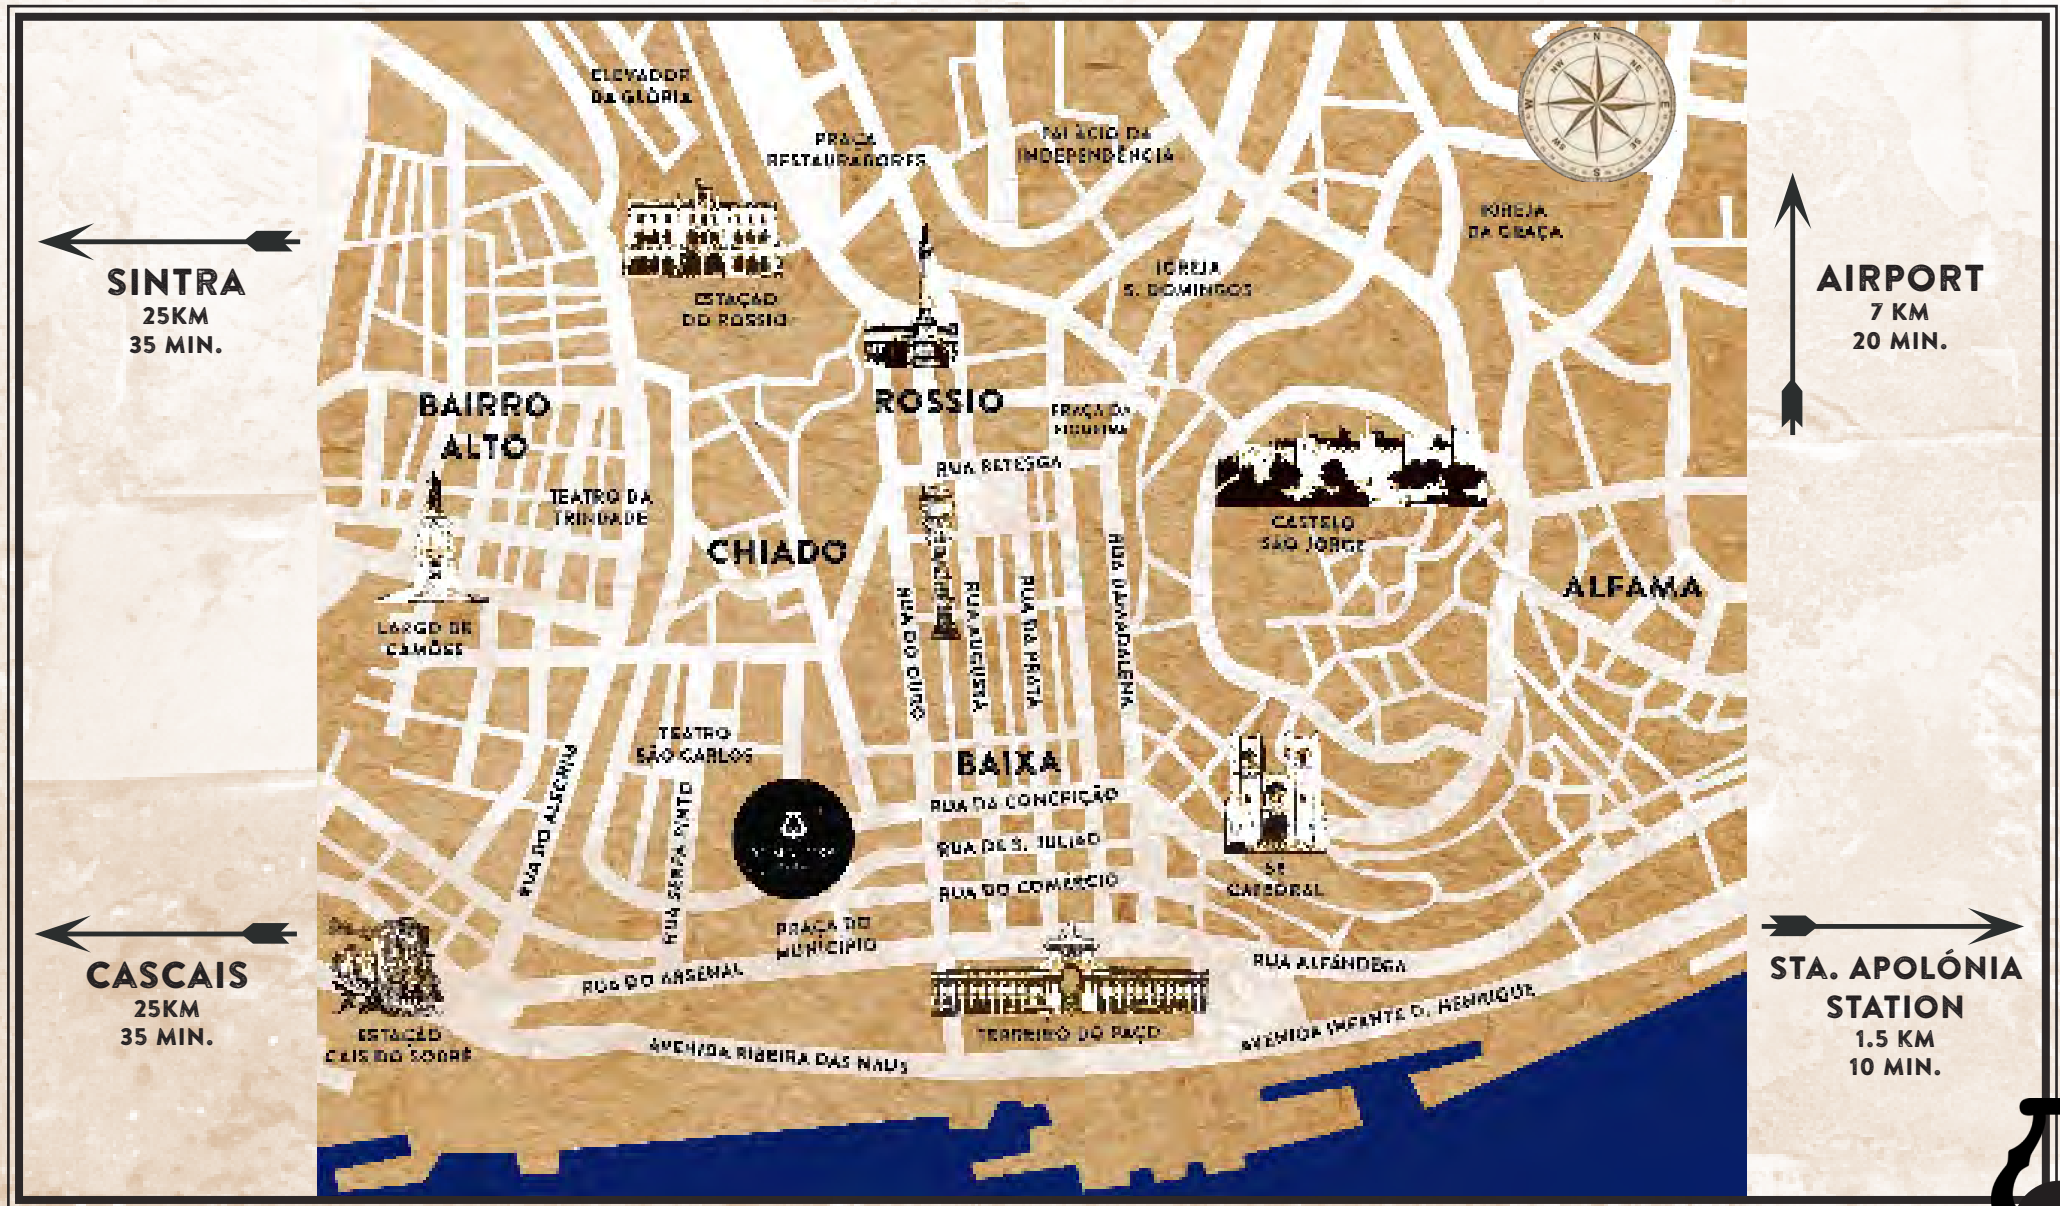 ELEVADOR
DA GLÓRIA
PRAÇA
RESTAURADORES
PALÁCIO DA
INDEPENDÊNCIA
N
NE
E
SE
S
SW
W
NW
IGREJA
DA GRAÇA
SINTRA
25KM
35 MIN.
ESTAÇÃO
DO ROSSIO
IGREJA
S. DOMINGOS
AIRPORT
7 KM
20 MIN.
BAIRRO
ALTO
ROSSIO
PRAÇA DA
FIGUEIRA
RUA BETESGA
TEATRO DA
TRINDADE
CHIADO
CASTELO
SÃO JORGE
ALFAMA
LARGO DE
CAMÕES
RUA DO OURO
RUA AUGUSTA
RUA DA PRATA
RUA DA MADALENA
TEATRO
SÃO CARLOS
BAIXA
RUA DO ALECRIM
RUA SERPA PINTO
RUA DA CONCEIÇÃO
RUA DE S. JULIÃO
RUA DO COMÉRCIO
SÉ
CATEDRAL
PRAÇA DO
MUNICÍPIO
RUA DO ARSENAL
RUA ALFÂNDEGA
CASCAIS
25KM
35 MIN.
STA. APOLÓNIA
STATION
1.5 KM
10 MIN.
ESTAÇÃO
CAIS DO SODRÉ
TERREIRO DO PAÇO
AVENIDA RIBEIRA DAS NAUS
AVENIDA INFANTE D. HENRIQUE